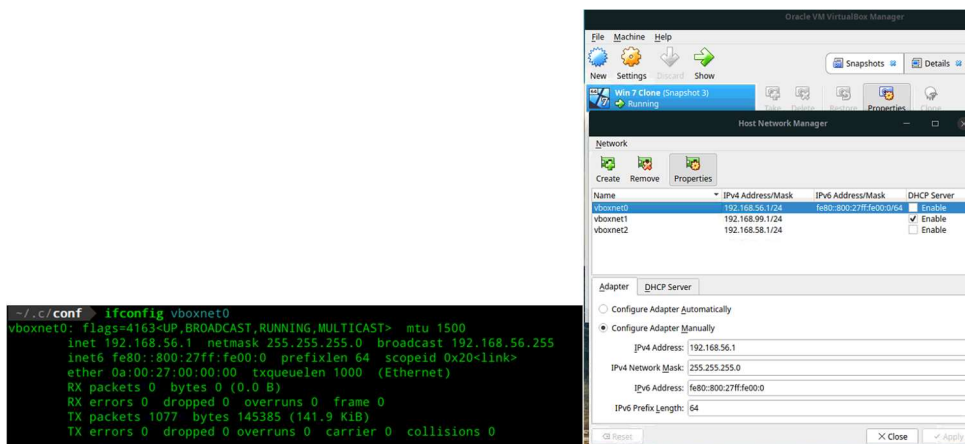 ~/.c/conf ifconfig vboxnet0
vboxnet0: flags=4163<UP,BROADCAST,RUNNING,MULTICAST>  mtu 1500
inet 192.168.56.1  netmask 255.255.255.0  broadcast 192.168.56.255
inet6 fe80::800:27ff:fe00:0  prefixlen 64  scopeid 0x20<link>
ether 0a:00:27:00:00:00  txqueuelen 1000  (Ethernet)
RX packets 0  bytes 0 (0.0 B)
RX errors 0  dropped 0  overruns 0  frame 0
TX packets 1077  bytes 145385 (141.9 KiB)
TX errors 0  dropped 0 overruns 0  carrier 0  collisions 0
Oracle VM VirtualBox Manager
File Machine Help
New Settings Discard Show
Snapshots Details
Win 7 Clone (Snapshot 3)
Running
Take Delete Restore Properties Clone
Host Network Manager
Network
Create Remove Properties
Name IPv4 Address/Mask IPv6 Address/Mask DHCP Server
vboxnet0 192.168.56.1/24 fe80::800:27ff:fe00:0/64 Enable
vboxnet1 192.168.99.1/24 Enable
vboxnet2 192.168.58.1/24 Enable
Adapter DHCP Server
Configure Adapter Automatically
Configure Adapter Manually
IPv4 Address: 192.168.56.1
IPv4 Network Mask: 255.255.255.0
IPv6 Address: fe80::800:27ff:fe00:0
IPv6 Prefix Length: 64
Reset Close Apply